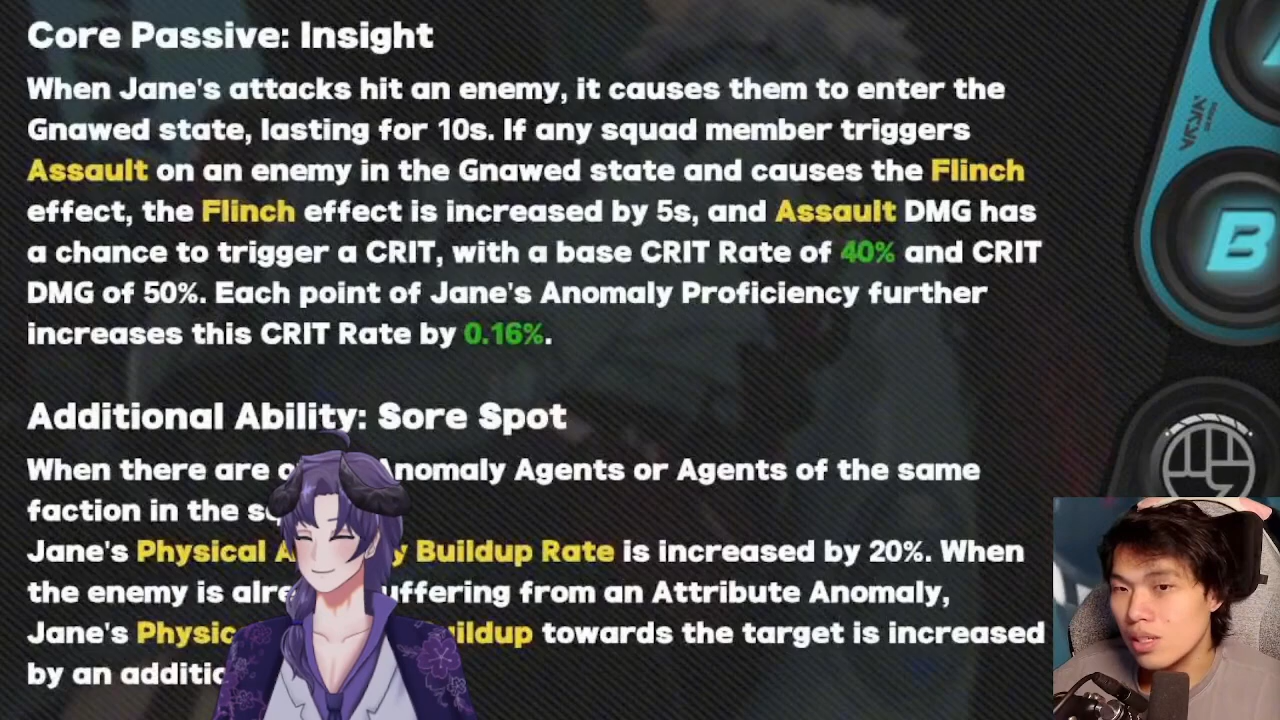 Core Passive: Insight
When Jane's attacks hit an enemy, it causes them to enter the
Gnawed state, lasting for 10s. If any squad member triggers
Assault on an enemy in the Gnawed state and causes the Flinch
effect, the Flinch effect is increased by 5s, and Assault DMG has
a chance to trigger a CRIT, with a base CRIT Rate of 40% and CRIT
DMG of 50%. Each point of Jane's Anomaly Proficiency further
increases this CRIT Rate by 0.16%.
Additional Ability: Sore Spot
When there are Anomaly Agents or Agents of the same
faction in the
Jane's Physical Buildup Rate is increased by 20%. When
the enemy is suffering from an Attribute Anomaly,
Jane's Buildup towards the target is increased
by an
B